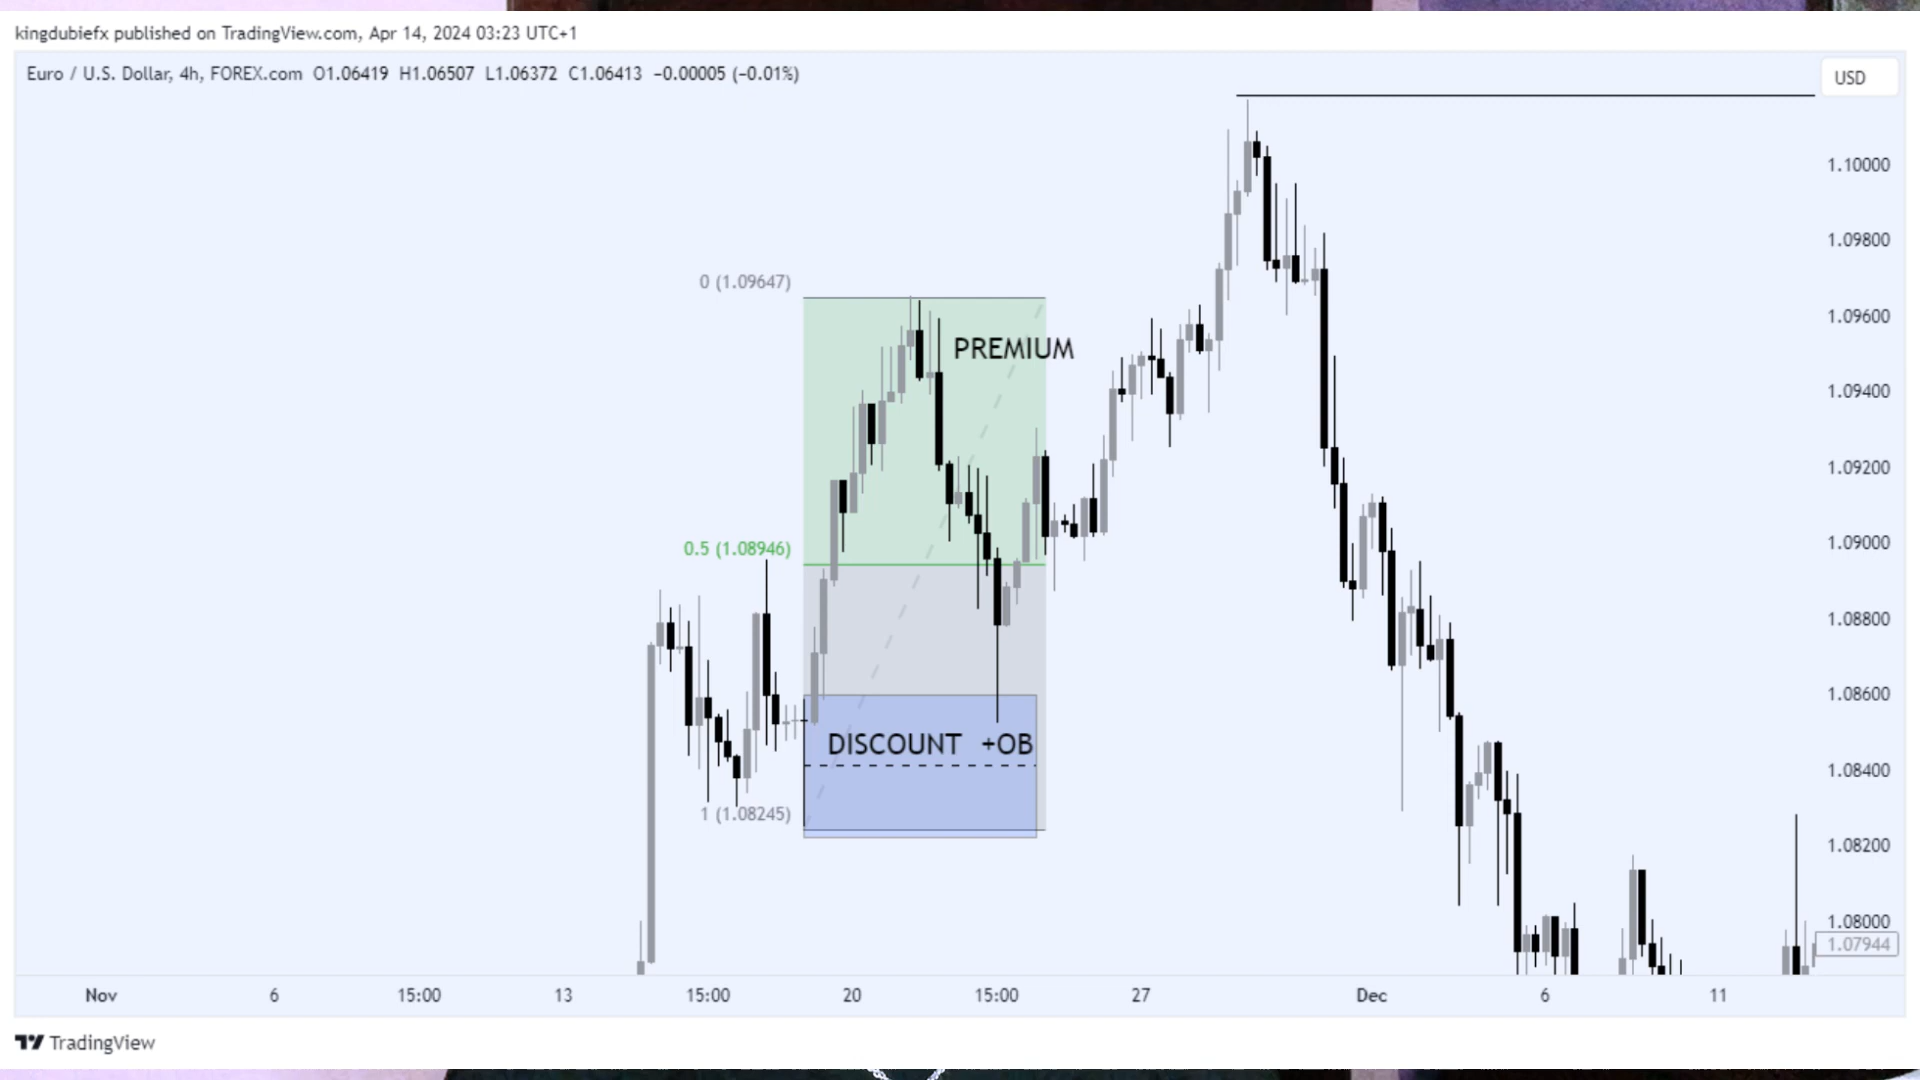 kingdubiefx published on TradingView.com, Apr 14, 2024 03:23 UTC+1
Euro / U.S. Dollar, 4h, FOREX.com O1.06419 H1.06507 L1.06372 C1.06413 −0.00005 (−0.01%)
USD
1.10000
1.09800
0 (1.09647)
1.09600
PREMIUM
1.09400
1.09200
0.5 (1.08946)
1.09000
1.08800
1.08600
DISCOUNT +OB
1.08400
1 (1.08245)
1.08200
1.08000
1.07944
Nov 6 15:00 13 15:00 20 15:00 27 Dec 6 11
TradingView